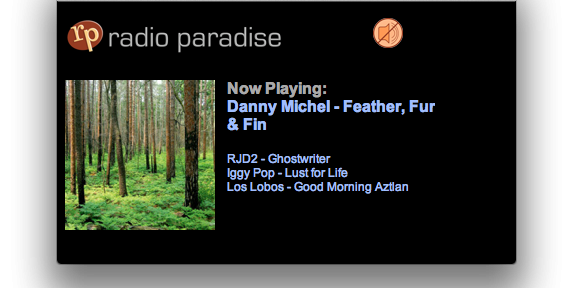 rp radio paradise
Now Playing:
Danny Michel - Feather, Fur
& Fin
RJD2 - Ghostwriter
Iggy Pop - Lust for Life
Los Lobos - Good Morning Aztlan